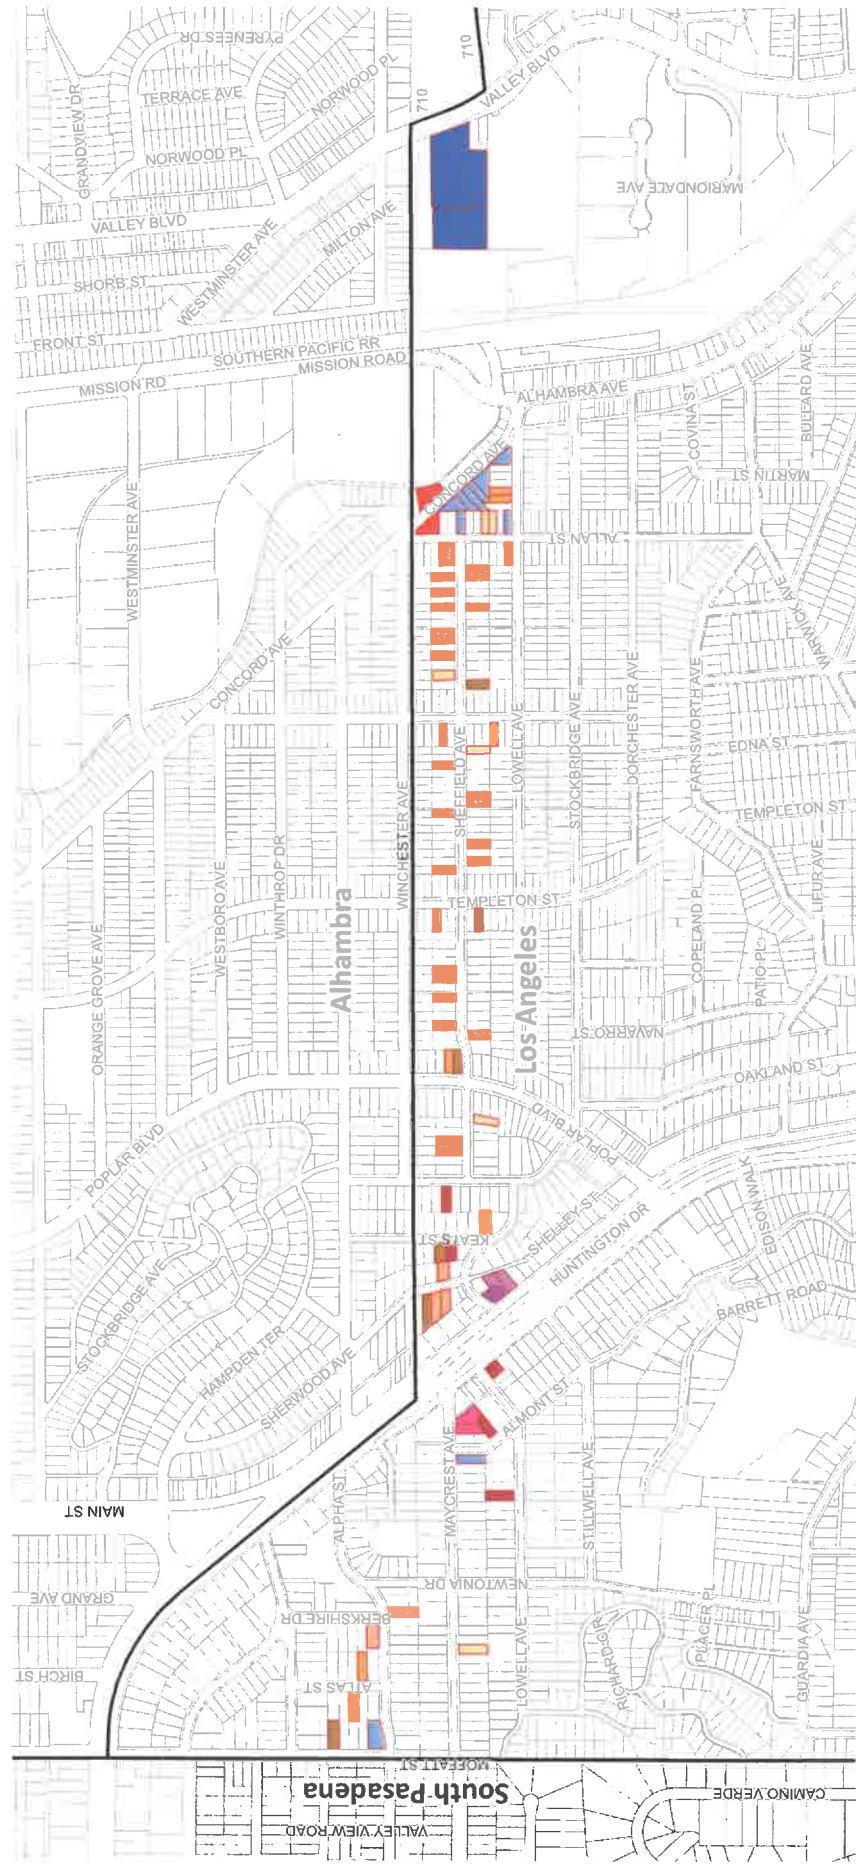 PYRENEES DR
710
710
VALLEY BLVD
TERRACE AVE
NORWOOD PL
GRANDVIEW DR
NORWOOD PL
MARIONDALE AVE
VALLEY BLVD
MILTON AVE
WESTMINSTER AVE
SHORB ST
FRONT ST
SOUTHERN PACIFIC RR
MISSION ROAD
MISSION RD
ALHAMBRA AVE
BULLARD AVE
COVINA ST
CONCORD AVE
MARTIN ST
WESTMINSTER AVE
ALLAN ST
WARWICK AVE
CONCORD AVE
DORCHESTER AVE
FARNSWORTH AVE
STOCKBRIDGE AVE
LOWELL AVE
SHEFFIELD AVE
EDNA ST
TEMPLETON ST
WINCHESTER AVE
WINTHROP DR
WESTBORO AVE
LIFUR AVE
TEMPLETON ST
COPELAND PL
Alhambra
ORANGE GROVE AVE
PATIO PL
Los Angeles
NAVARRO ST
OAKLAND ST
POPLAR BLVD
POPLAR BLVD
EDISON WALK
SHELLEY ST
KEATS ST
HUNTINGTON DR
BARRETT ROAD
STOCKBRIDGE AVE
HAMPDEN TER
SHERWOOD AVE
ALMONT ST
MAYCREST AVE
ALPHA ST
MAIN ST
STILLWELL AVE
NEWTONIA DR
GRAND AVE
BERKSHIRE DR
PLACER PL
GUARDIA AVE
RICHARD CIR
LOWELL AVE
BIRCH ST
ATLAS ST
MOFFATT ST
South Pasadena
CAMINO VERDE
VALLEY VIEW ROAD